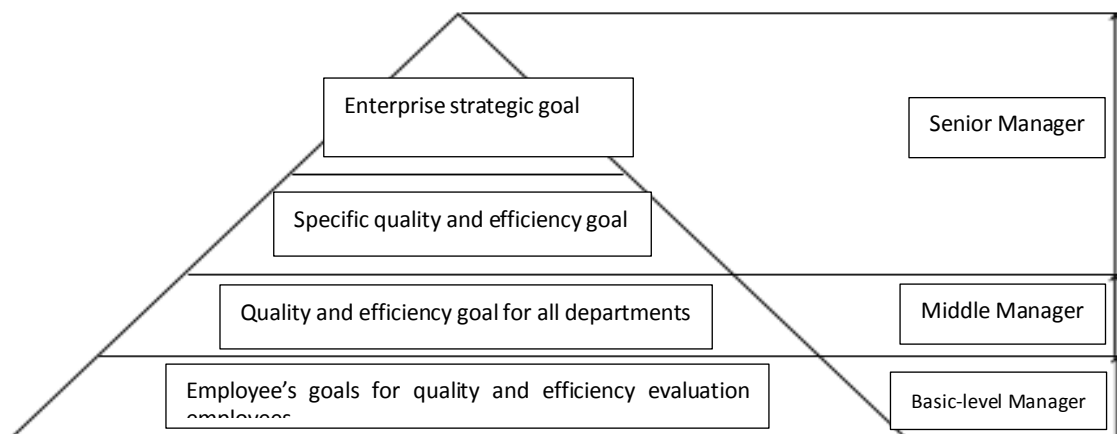 Enterprise strategic goal
Senior Manager
Specific quality and efficiency goal
Quality and efficiency goal for all departments
Middle Manager
Employee's goals for quality and efficiency evaluation
employees
Basic-level Manager